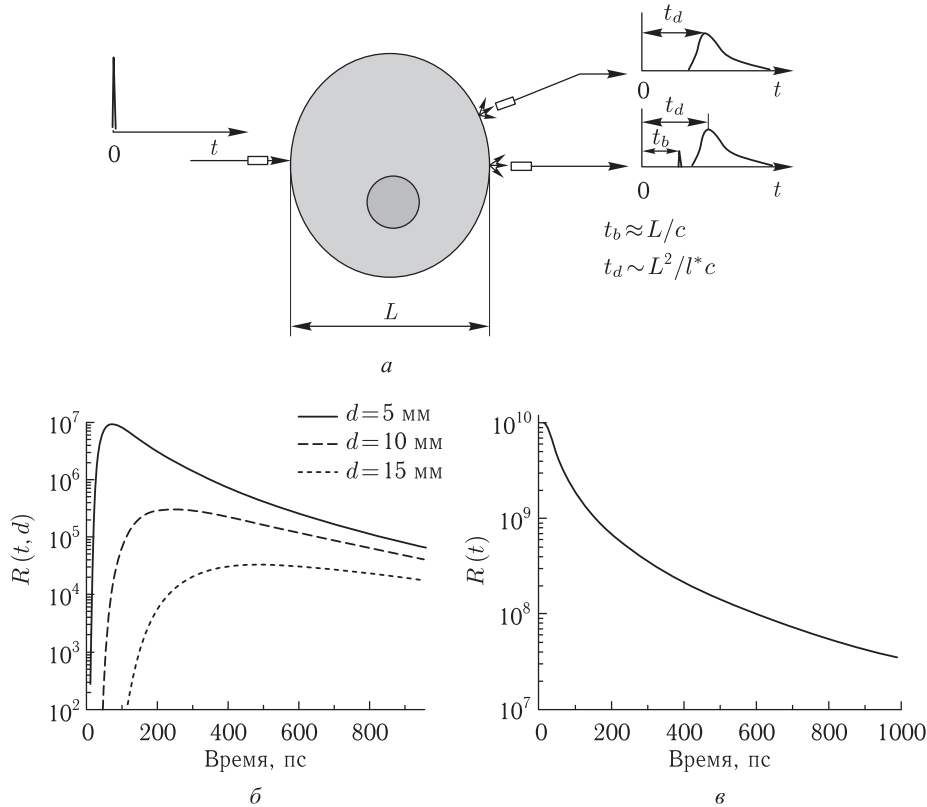 t_d
0
t
0
t
t_d
t_b
0
t
t_b ≈ L/c
t_d ~ L²/l*c
L
а
d = 5 мм
d = 10 мм
d = 15 мм
R (t, d)
10⁷
10⁶
10⁵
10⁴
10³
10²
0 200 400 600 800
Время, пс
б
R (t)
10¹⁰
10⁹
10⁸
10⁷
0 200 400 600 800 1000
Время, пс
в